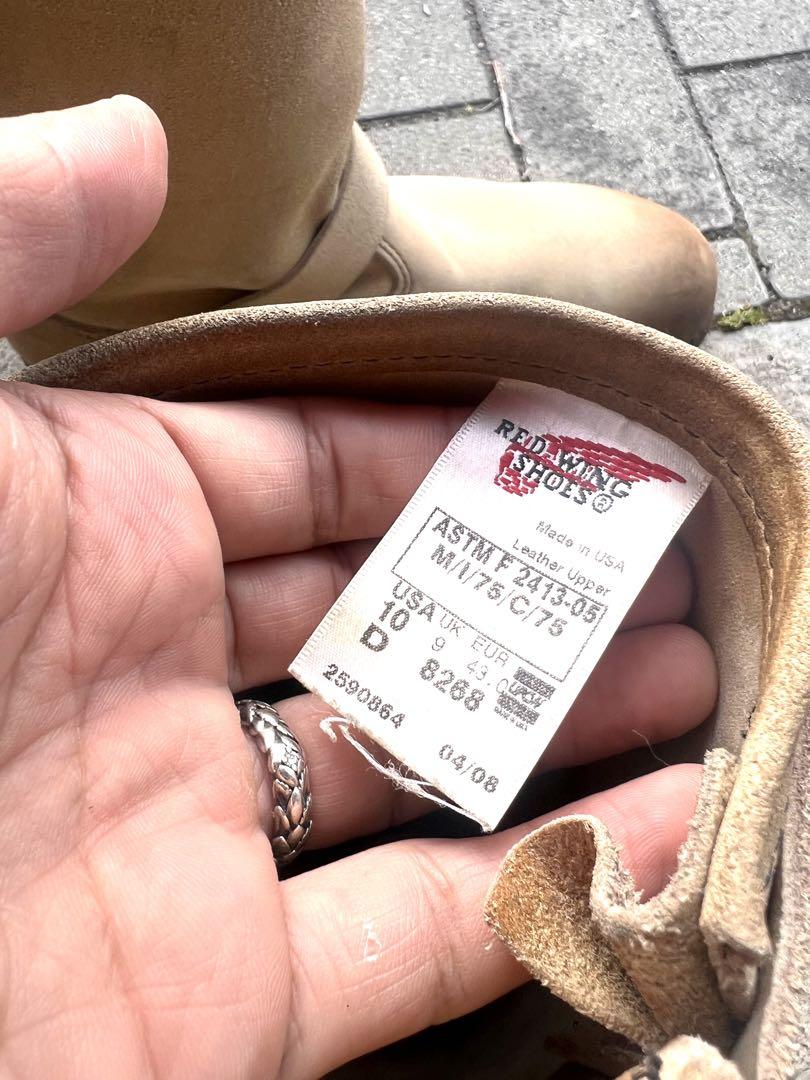 RED WING
SHOES®
Made in USA
Leather Upper
ASTM F 2413-05
M/I/75/C/75
USA UK EUR
10 9 43.0
D 8268
2590864 04/08